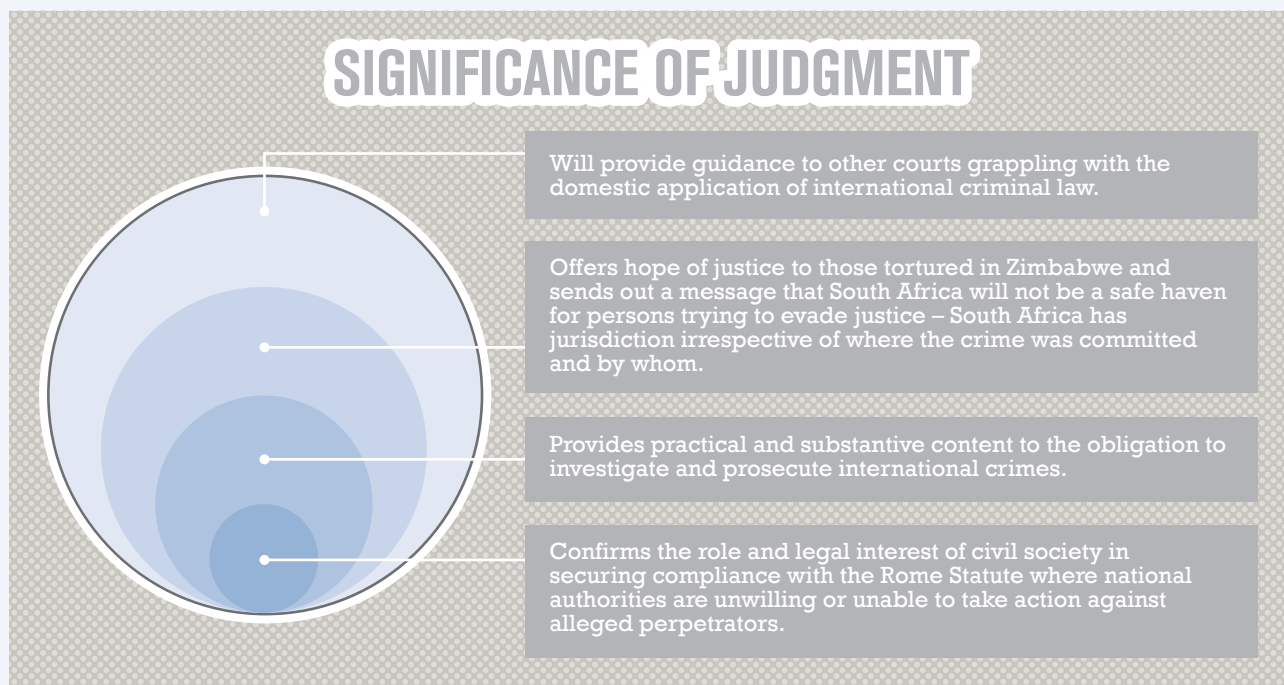 SIGNIFICANCE OF JUDGMENT
Will provide guidance to other courts grappling with the
domestic application of international criminal law.
Offers hope of justice to those tortured in Zimbabwe and
sends out a message that South Africa will not be a safe haven
for persons trying to evade justice – South Africa has
jurisdiction irrespective of where the crime was committed
and by whom.
Provides practical and substantive content to the obligation to
investigate and prosecute international crimes.
Confirms the role and legal interest of civil society in
securing compliance with the Rome Statute where national
authorities are unwilling or unable to take action against
alleged perpetrators.